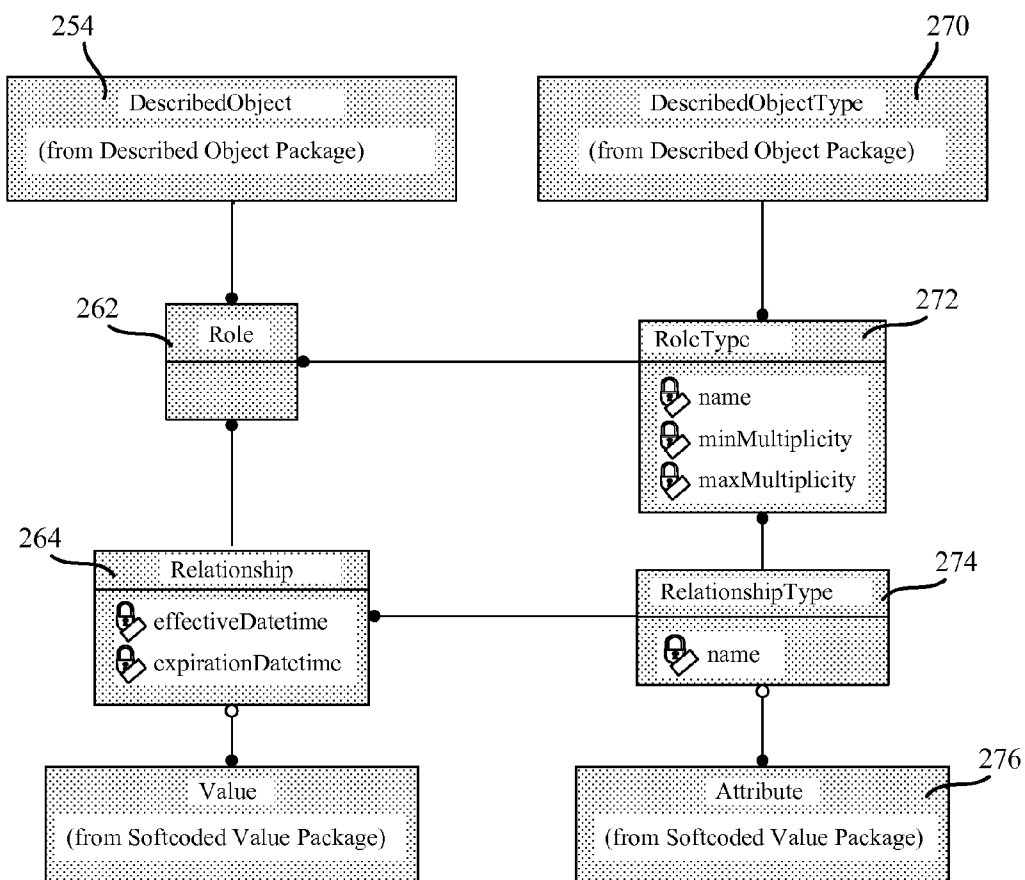 254
270
DescribedObject
(from Described Object Package)
DescribedObjectType
(from Described Object Package)
262
Role
272
RoleType
name
minMultiplicity
maxMultiplicity
264
Relationship
effectiveDatetime
expirationDatetime
274
RelationshipType
name
Value
(from Softcoded Value Package)
276
Attribute
(from Softcoded Value Package)